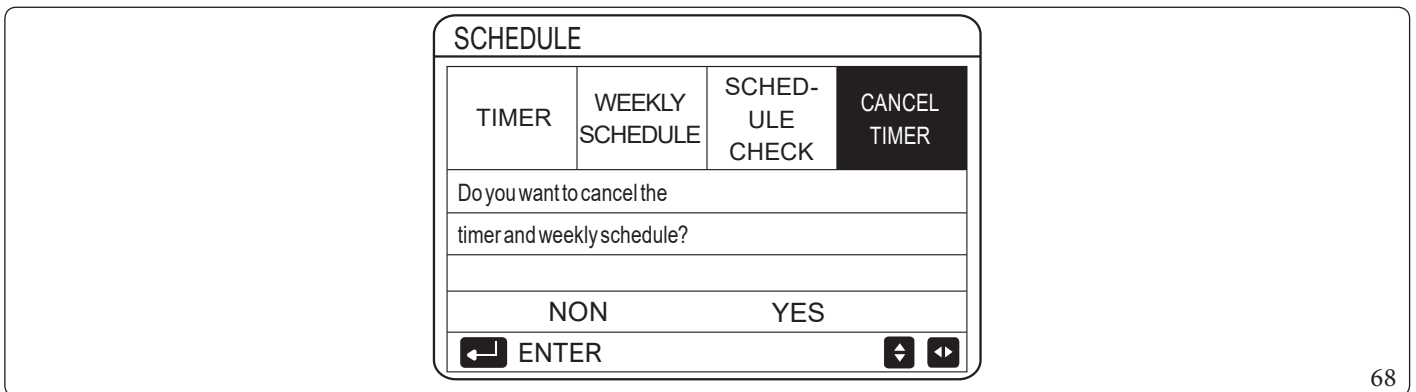 SCHEDULE
TIMER
WEEKLY
SCHEDULE
SCHED-
ULE
CHECK
CANCEL
TIMER
Do you want to cancel the
timer and weekly schedule?
NON YES
ENTER
68